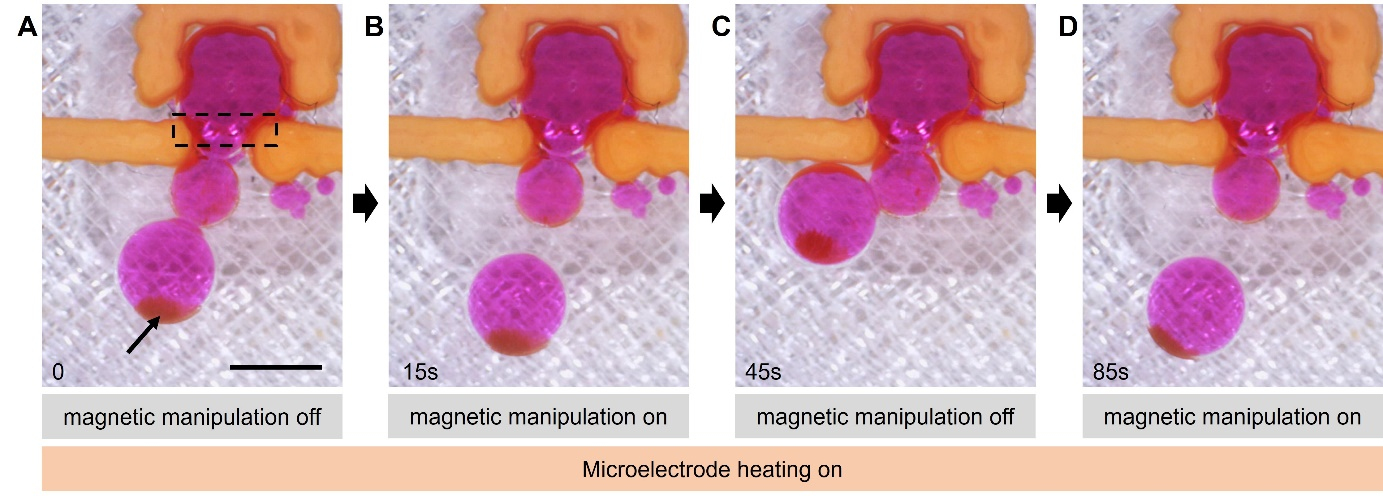 A
B
C
D
0
15s
45s
85s
magnetic manipulation off
magnetic manipulation on
magnetic manipulation off
magnetic manipulation on
Microelectrode heating on